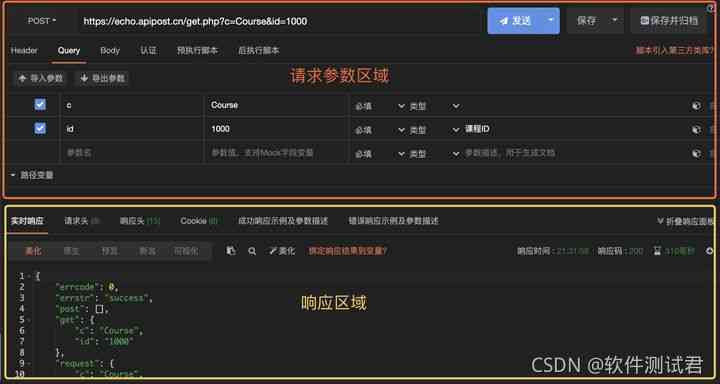 POST https://echo.apipost.cn/get.php?c=Course&id=1000 发送 保存 保存并归档
Header Query Body 认证 预执行脚本 后执行脚本 脚本引入第三方类库?
导入参数 导出参数 请求参数区域
c Course 必填 类型
id 1000 必填 类型 课程ID
参数名 参数值，支持Mock字段变量 必填 类型 参数描述，用于生成文档
路径变量
实时响应 请求头 (8) 响应头 (13) Cookie (0) 成功响应示例及参数描述 错误响应示例及参数描述 折叠响应面板
美化 原生 预览 断言 可视化 美化 绑定响应结果到变量? 响应时间：21:31:58 响应码：200 310毫秒
1 {
2 "errcode": 0,
3 "errstr": "success",
4 "post": [],
5 "get": {
6 "c": "Course",
7 "id": "1000"
8 },
9 "request": {
10 "c": "Course",
响应区域
CSDN @软件测试君